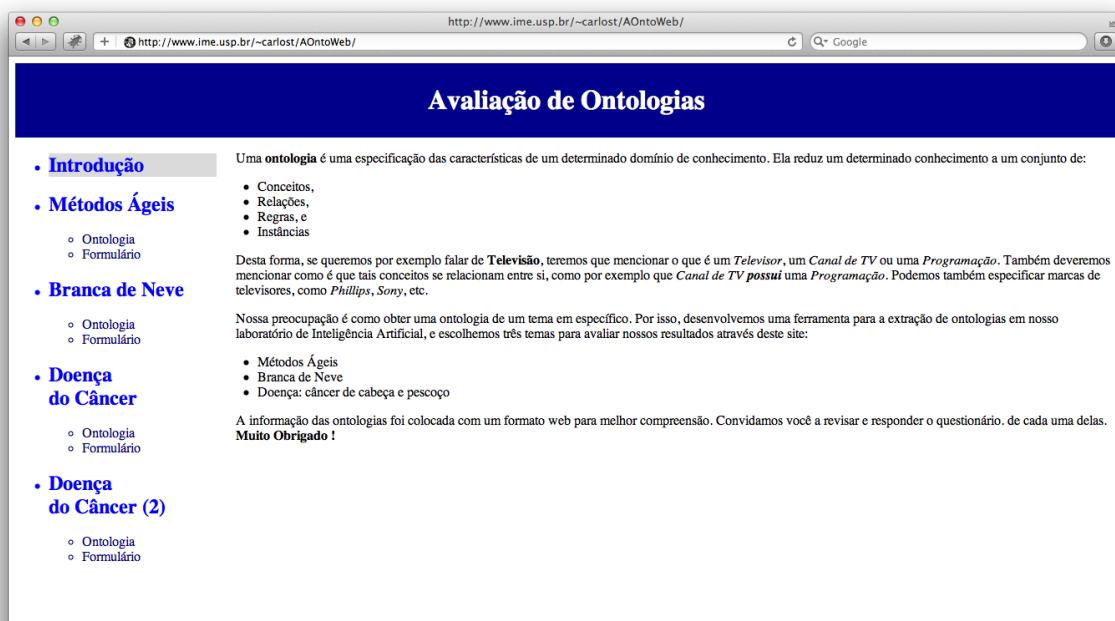 http://www.ime.usp.br/~carlost/AOntoWeb/
http://www.ime.usp.br/~carlost/AOntoWeb/
Google
Avaliação de Ontologias
Introdução
Métodos Ágeis
Ontologia
Formulário
Branca de Neve
Ontologia
Formulário
Doença
do Câncer
Ontologia
Formulário
Doença
do Câncer (2)
Ontologia
Formulário
Uma ontologia é uma especificação das características de um determinado domínio de conhecimento. Ela reduz um determinado conhecimento a um conjunto de:
Conceitos,
Relações,
Regras, e
Instâncias
Desta forma, se queremos por exemplo falar de Televisão, teremos que mencionar o que é um Televisor, um Canal de TV ou uma Programação. Também deveremos
mencionar como é que tais conceitos se relacionam entre si, como por exemplo que Canal de TV possui uma Programação. Podemos também especificar marcas de
televisores, como Phillips, Sony, etc.
Nossa preocupação é como obter uma ontologia de um tema em específico. Por isso, desenvolvemos uma ferramenta para a extração de ontologias em nosso
laboratório de Inteligência Artificial, e escolhemos três temas para avaliar nossos resultados através deste site:
Métodos Ágeis
Branca de Neve
Doença: câncer de cabeça e pescoço
A informação das ontologias foi colocada com um formato web para melhor compreensão. Convidamos você a revisar e responder o questionário. de cada uma delas.
Muito Obrigado !